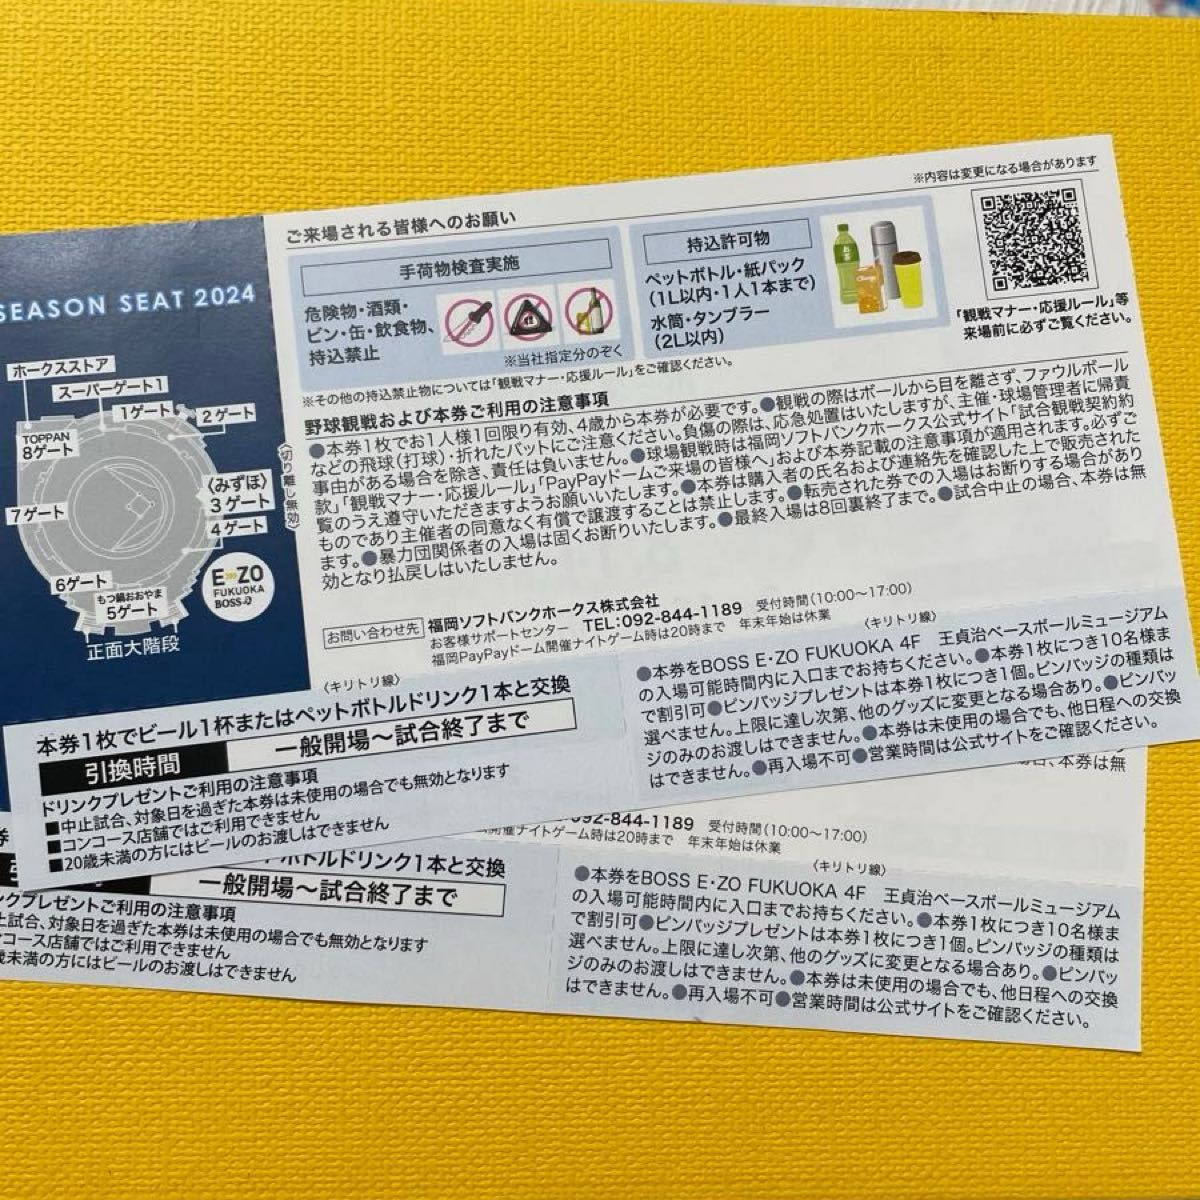 ※内容は変更になる場合があります
ご来場される皆様へのお願い
手荷物検査実施
危険物・酒類・
ビン・缶・飲食物、
持込禁止
※当社指定分のぞく
持込許可物
ペットボトル・紙パック
(1L以内・1人1本まで)
水筒・タンブラー
(2L以内)
「観戦マナー・応援ルール」等
来場前に必ずご覧ください。
※その他の持込禁止物については「観戦マナー・応援ルール」をご確認ください。
SEASON SEAT 2024
ホークスストア
スーパーゲート1
1ゲート
2ゲート
TOPPAN
8ゲート
〈みずほ〉
3ゲート
7ゲート
4ゲート
6ゲート
もつ鍋おおやま
5ゲート
正面大階段
E・ZO
FUKUOKA
BOSS
〈切り離し無効〉
野球観戦および本券ご利用の注意事項
●本券1枚でお1人様1回限り有効、4歳から本券が必要です。●観戦の際はボールから目を離さず、ファウルボール
などの飛球(打球)・折れたバットにご注意ください。負傷の際は、応急処置はいたしますが、主催・球場管理者に帰責
事由がある場合を除き、責任は負いません。●球場観戦時は福岡ソフトバンクホークス公式サイト「試合観戦契約約
款」「観戦マナー・応援ルール」「PayPayドームご来場の皆様へ」および本券記載の注意事項が適用されます。必ずご
覧のうえ遵守いただきますようお願いいたします。●本券は購入者の氏名および連絡先を確認した上で販売された
ものであり主催者の同意なく有償で譲渡することは禁止します。●転売された券での入場はお断りする場合があり
ます。●暴力団関係者の入場は固くお断りいたします。●最終入場は8回裏終了まで。●試合中止の場合、本券は無
効となり払戻しはいたしません。
お問い合わせ先
福岡ソフトバンクホークス株式会社
お客様サポートセンター TEL:092-844-1189 受付時間(10:00〜17:00)
福岡PayPayドーム開催ナイトゲーム時は20時まで 年末年始は休業
〈キリトリ線〉
〈キリトリ線〉
本券1枚でビール1杯またはペットボトルドリンク1本と交換
引換時間
一般開場〜試合終了まで
ドリンクプレゼントご利用の注意事項
■中止試合、対象日を過ぎた本券は未使用の場合でも無効となります
■コンコース店舗ではご利用できません
■20歳未満の方にはビールのお渡しはできません
●本券をBOSS E・ZO FUKUOKA 4F 王貞治ベースボールミュージアム
の入場可能時間内に入口までお持ちください。●本券1枚につき10名様ま
で割引可●ピンバッジプレゼントは本券1枚につき1個。ピンバッジの種類は
選べません。上限に達し次第、他のグッズに変更となる場合あり。●ピンバッ
ジのみのお渡しはできません。●本券は未使用の場合でも、他日程への交換
はできません。●再入場不可●営業時間は公式サイトをご確認ください。
、本券は無
092-844-1189 受付時間(10:00〜17:00)
開催ナイトゲーム時は20時まで 年末年始は休業
〈キリトリ線〉
券
ボトルドリンク1本と交換
一般開場〜試合終了まで
ンクプレゼントご利用の注意事項
止試合、対象日を過ぎた本券は未使用の場合でも無効となります
ンコース店舗ではご利用できません
歳未満の方にはビールのお渡しはできません
●本券をBOSS E・ZO FUKUOKA 4F 王貞治ベースボールミュージアム
の入場可能時間内に入口までお持ちください。●本券1枚につき10名様ま
で割引可●ピンバッジプレゼントは本券1枚につき1個。ピンバッジの種類は
選べません。上限に達し次第、他のグッズに変更となる場合あり。●ピンバッ
ジのみのお渡しはできません。●本券は未使用の場合でも、他日程への交換
はできません。●再入場不可●営業時間は公式サイトをご確認ください。